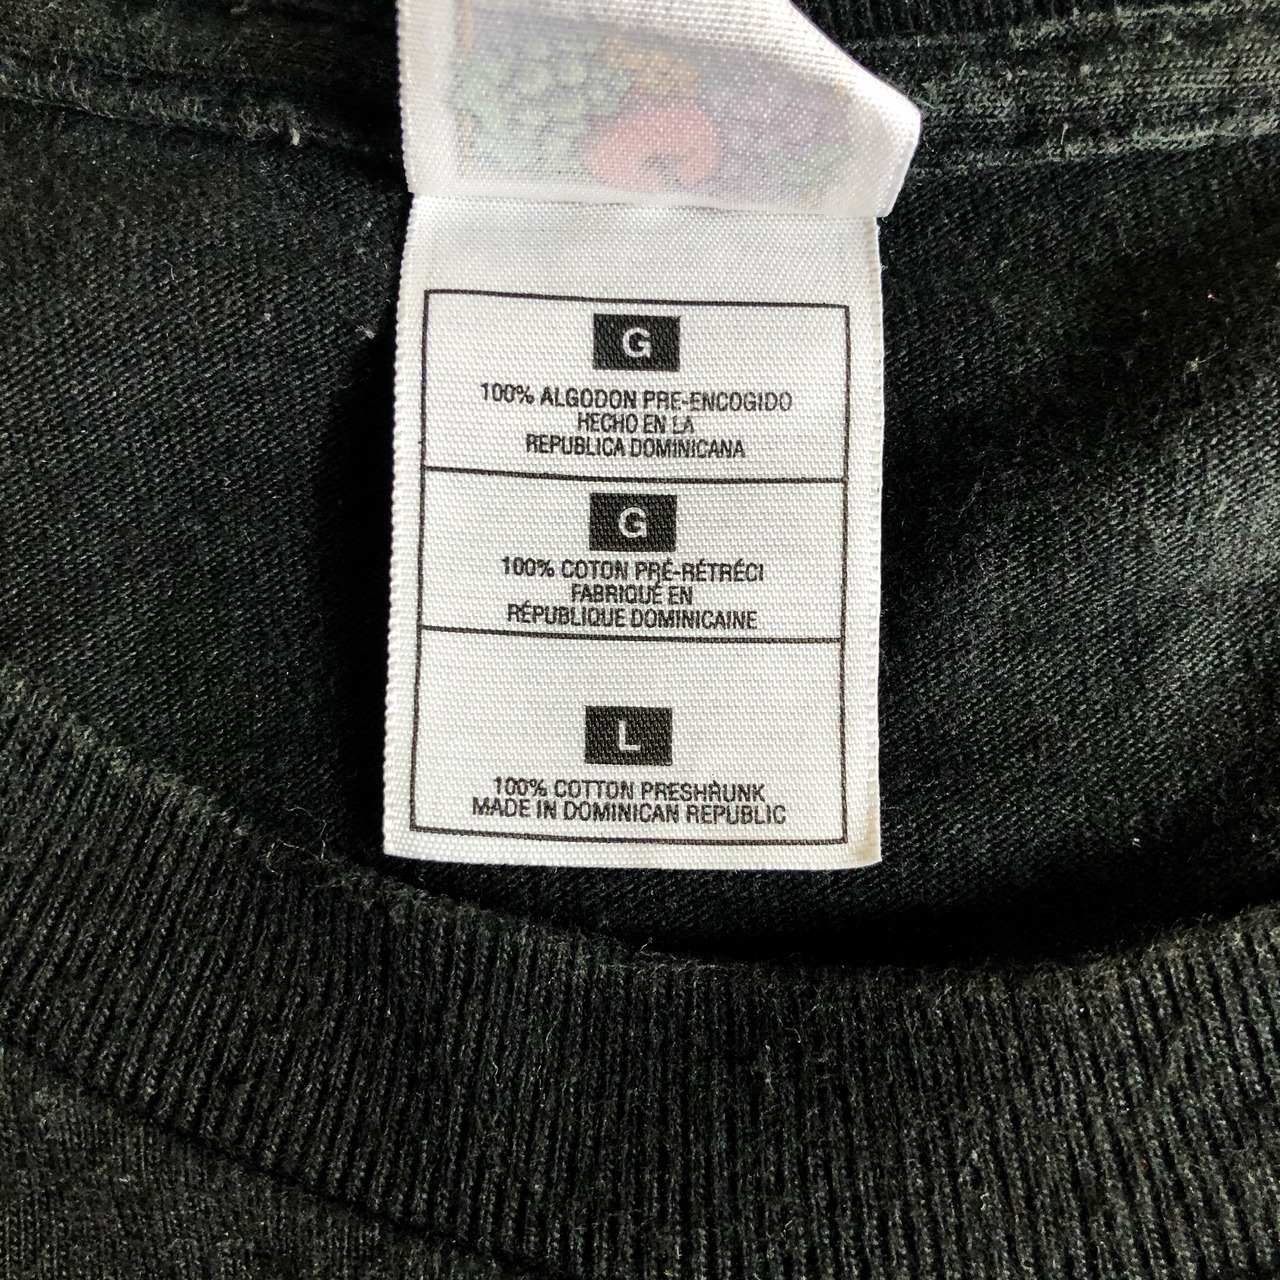 G
100% ALGODON PRE-ENCOGIDO
HECHO EN LA
REPUBLICA DOMINICANA
G
100% COTON PRÉ-RÉTRÉCI
FABRIQUÉ EN
RÉPUBLIQUE DOMINICAINE
L
100% COTTON PRESHRUNK
MADE IN DOMINICAN REPUBLIC